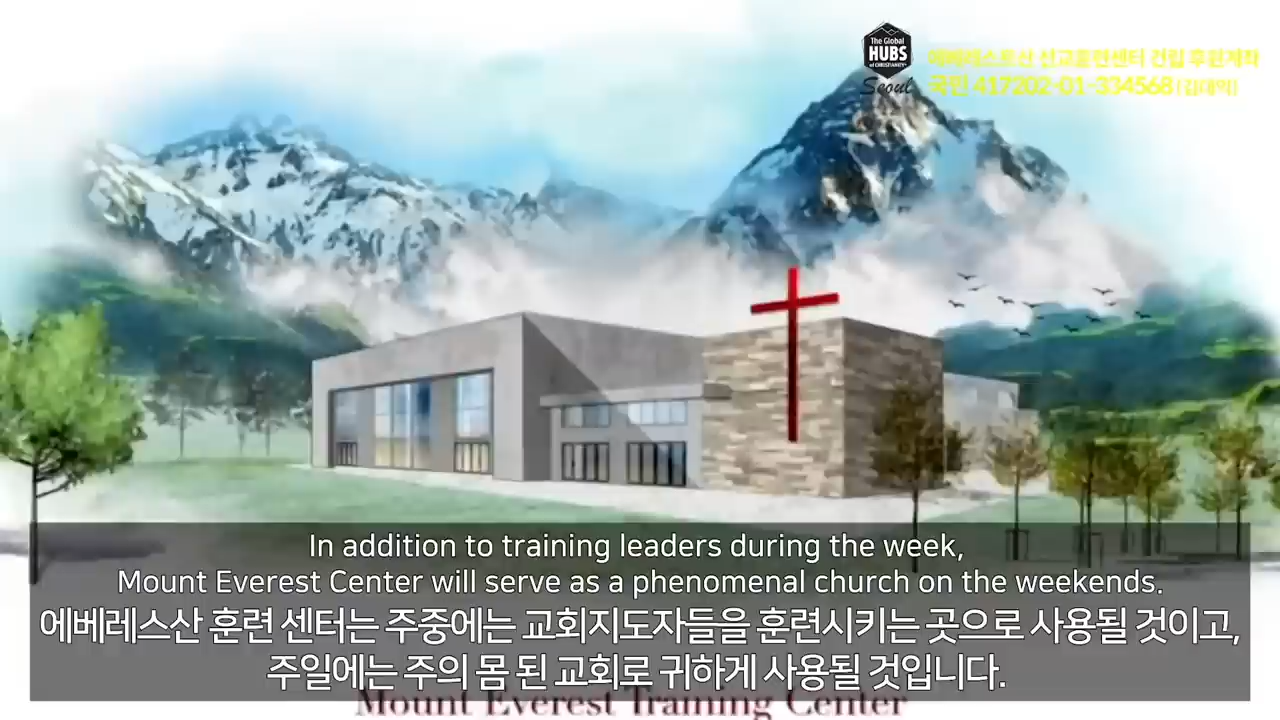 The Global
HUBS
of CHRISTIANITY
Seoul
에베레스트산 선교훈련센터 건립 후원계좌
국민 417202-01-334568 (김대익)
In addition to training leaders during the week,
Mount Everest Center will serve as a phenomenal church on the weekends.
에베레스산 훈련 센터는 주중에는 교회지도자들을 훈련시키는 곳으로 사용될 것이고,
주일에는 주의 몸 된 교회로 귀하게 사용될 것입니다.
Mount Everest Training Center